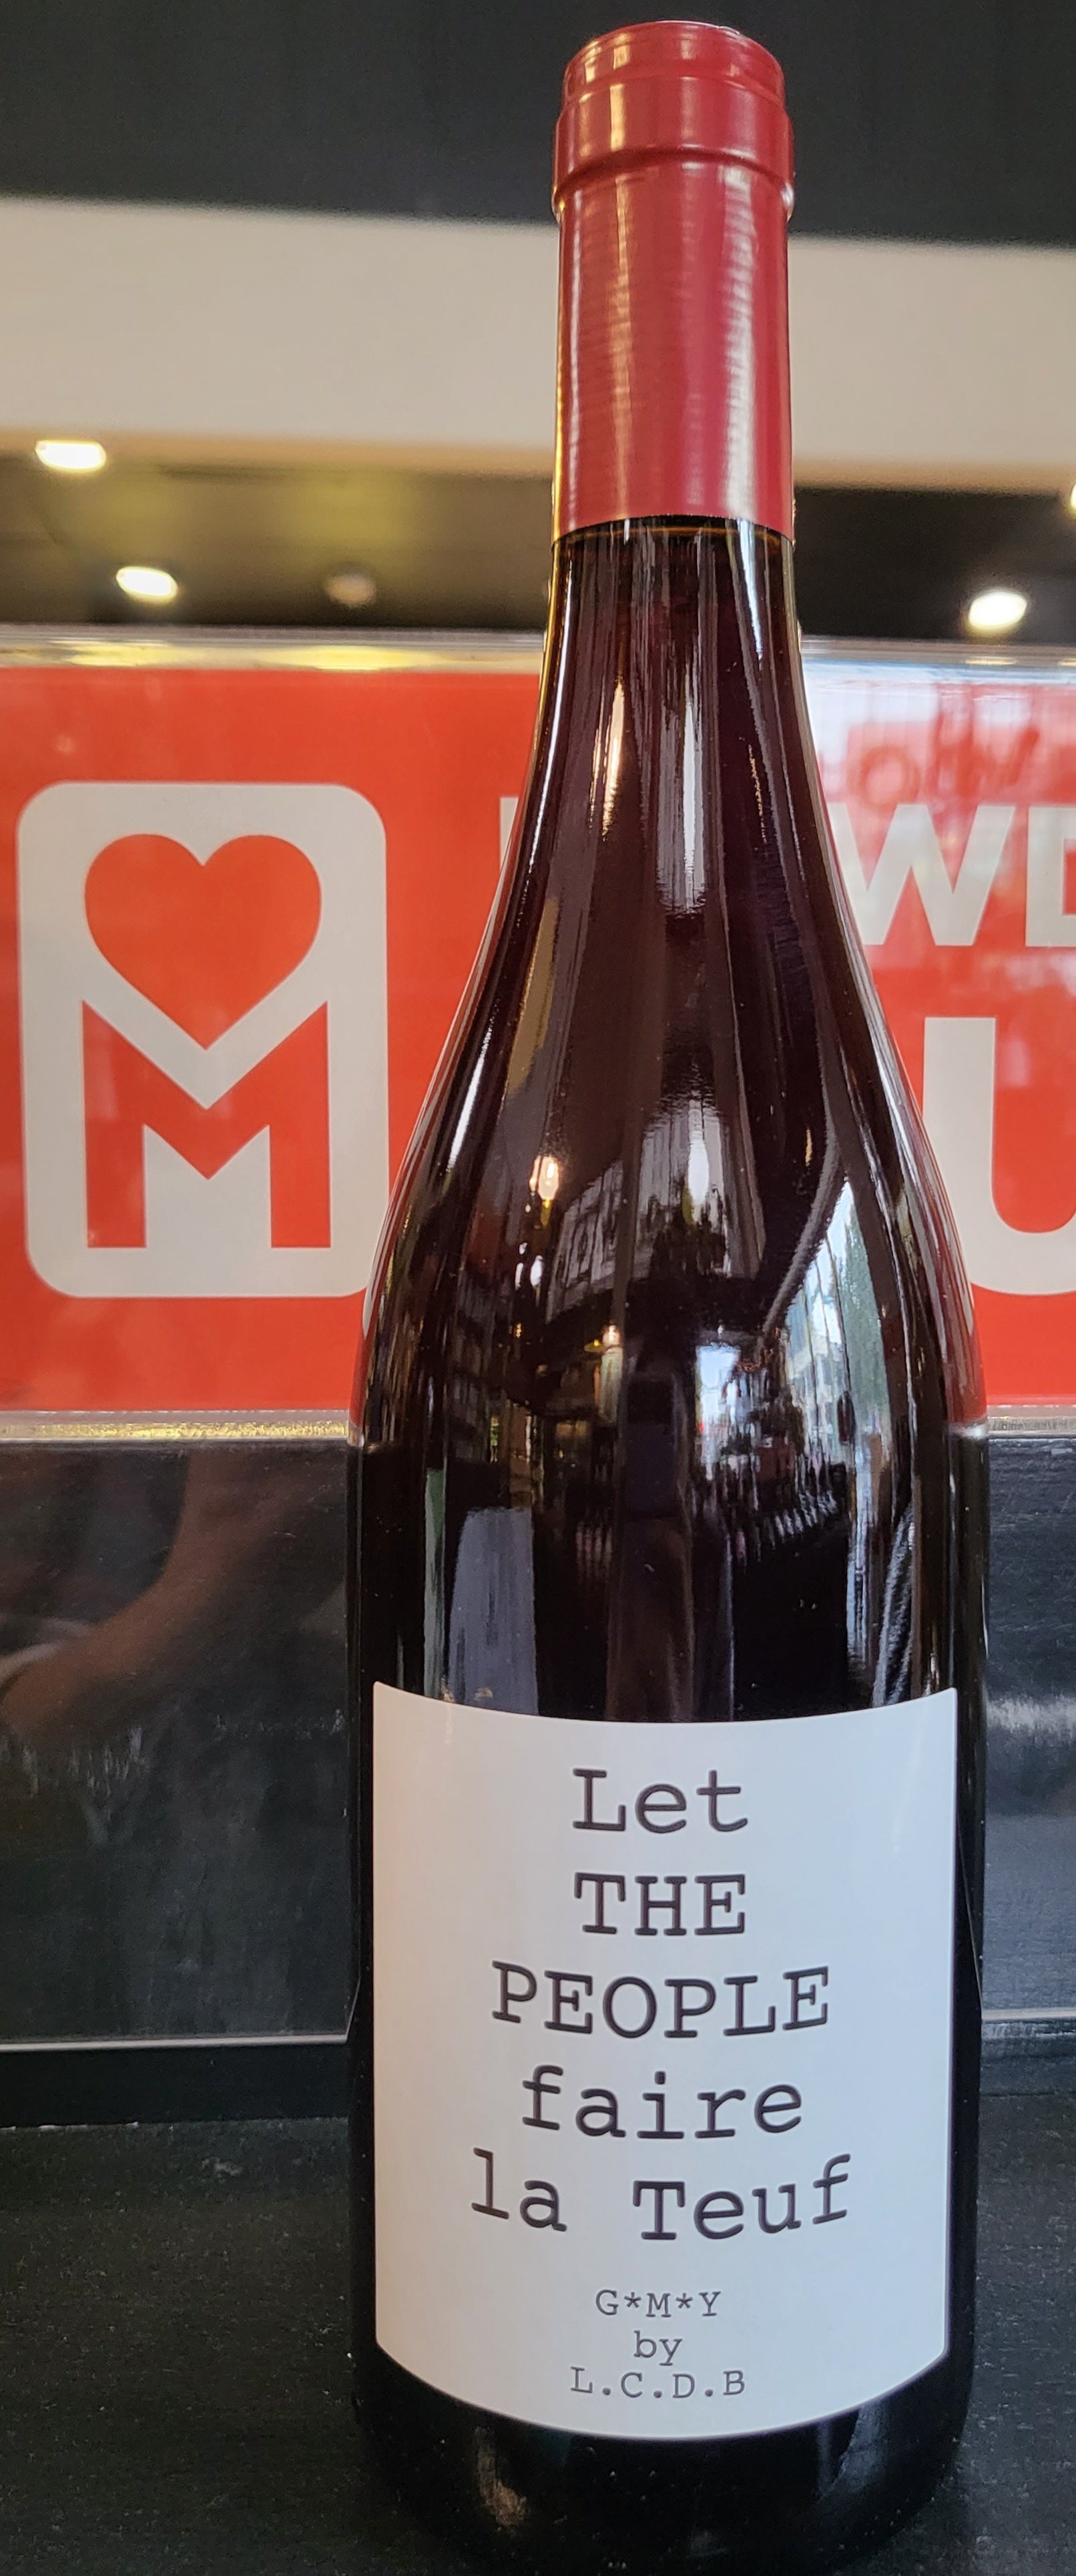 M
Let
THE
PEOPLE
faire
la Teuf
G*M*Y
by
L.C.D.B